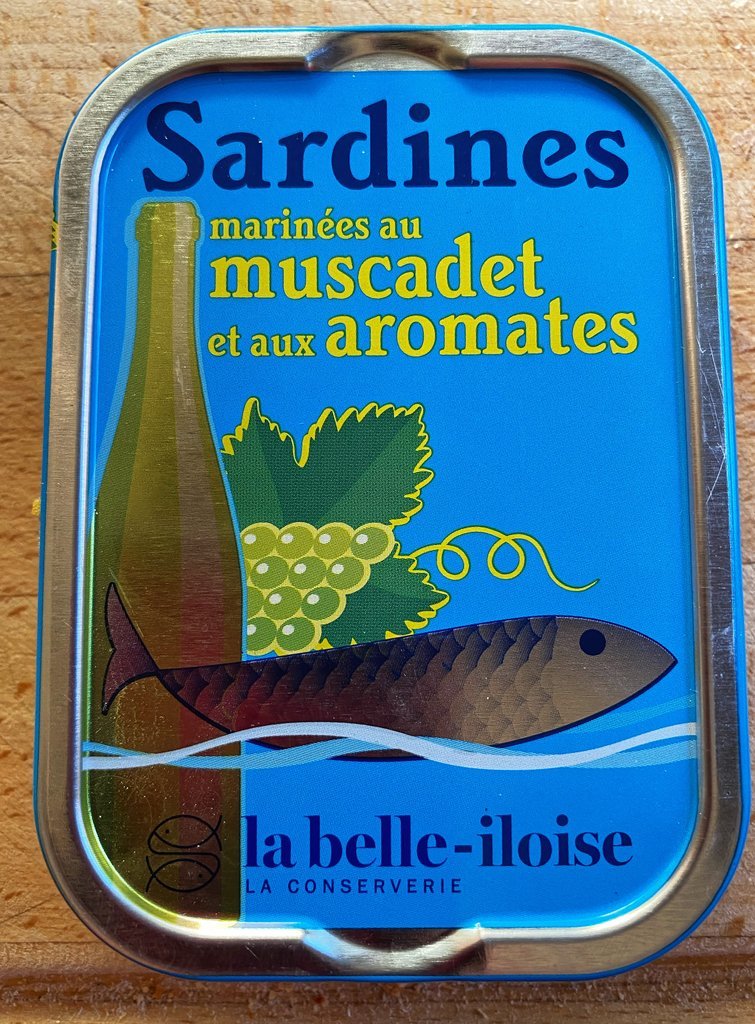 Sardines
marinées au
muscadet
et aux aromates
la belle-iloise
LA CONSERVERIE